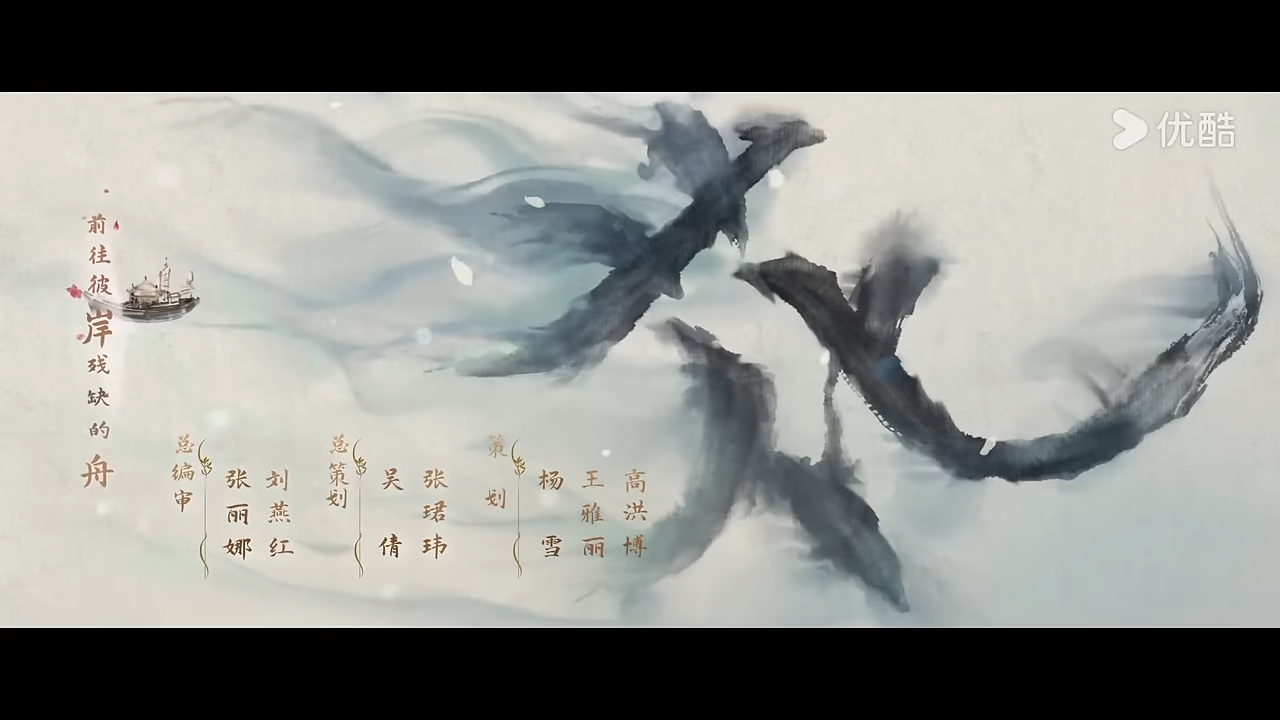 优酷
前往彼岸残缺的舟
总编审
张丽娜
刘燕红
总策划
吴倩
张珺玮
策划
杨雪
王雅丽
高洪博